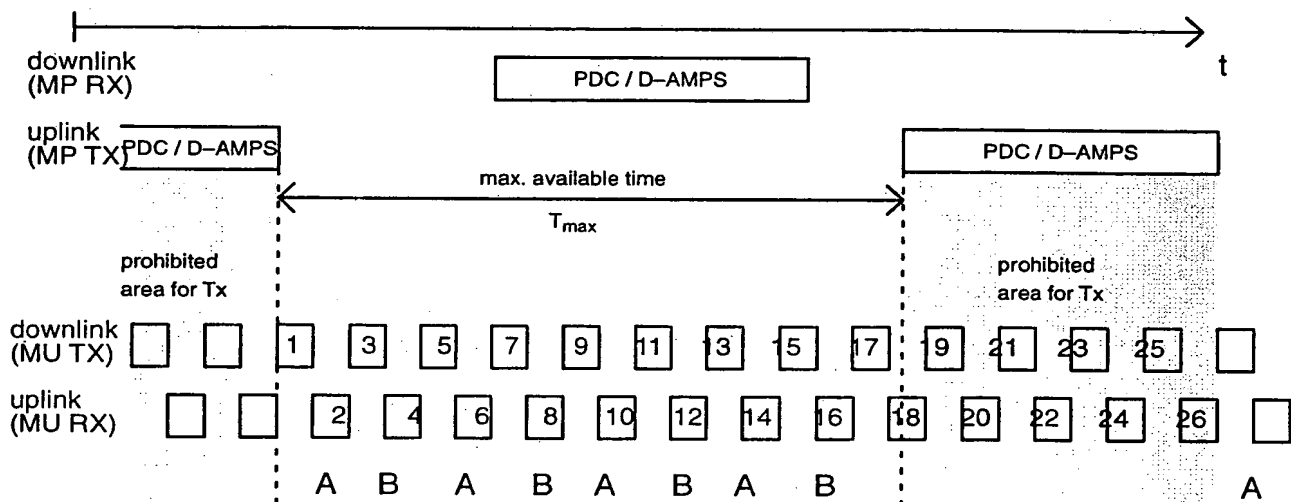 downlink
(MP RX)
PDC / D–AMPS
t
uplink
(MP TX)
PDC / D–AMPS
PDC / D–AMPS
max. available time
Tmax
prohibited
area for Tx
prohibited
area for Tx
downlink
(MU TX)
1 3 5 7 9 11 13 15 17 19 21 23 25
uplink
(MU RX)
2 4 6 8 10 12 14 16 18 20 22 24 26
A B A B A B A B A